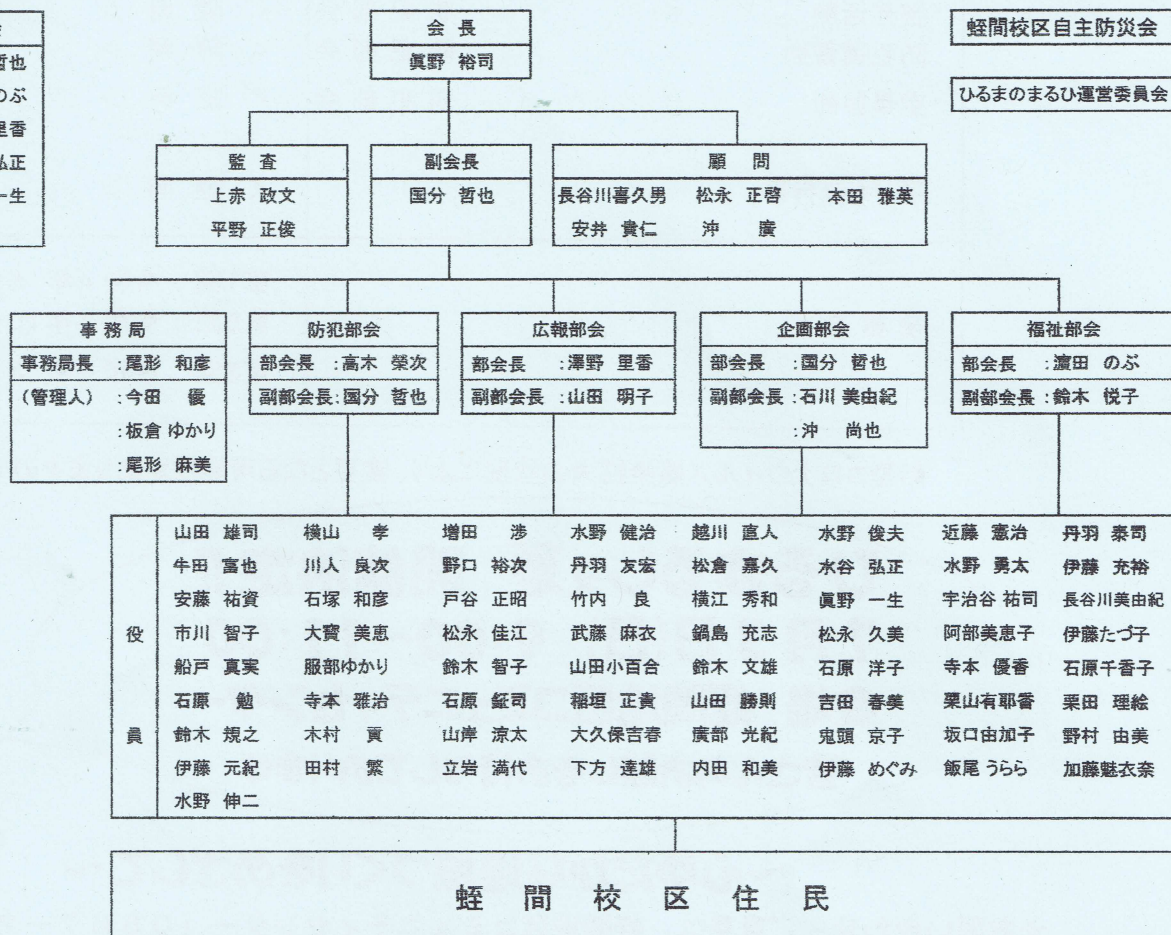 会
哲也
のぶ
里香
弘正
一生
会長
眞野 裕司
蛭間校区自主防災会
ひるまのまるひ運営委員会
監査
上赤 政文
平野 正俊
副会長
国分 哲也
顧問
長谷川喜久男 松永 正啓 本田 雅英
安井 貴仁 沖 廣
事務局
事務局長 :尾形 和彦
(管理人) :今田 優
:板倉 ゆかり
:尾形 麻美
防犯部会
部会長 :高木 榮次
副部会長:国分 哲也
広報部会
部会長 :澤野 里香
副部会長:山田 明子
企画部会
部会長 :国分 哲也
副部会長:石川 美由紀
:沖 尚也
福祉部会
部会長 :濵田 のぶ
副部会長:鈴木 悦子
役員
山田 雄司 横山 孝 増田 渉 水野 健治 越川 直人 水野 俊夫 近藤 憲治 丹羽 泰司
牛田 富也 川人 良次 野口 裕次 丹羽 友宏 松倉 嘉久 水谷 弘正 水野 勇太 伊藤 充裕
安藤 祐資 石塚 和彦 戸谷 正昭 竹内 良 横江 秀和 眞野 一生 宇治谷 祐司 長谷川美由紀
市川 智子 大寶 美恵 松永 佳江 武藤 麻衣 鍋島 充志 松永 久美 阿部美恵子 伊藤たづ子
船戸 真実 服部ゆかり 鈴木 智子 山田小百合 鈴木 文雄 石原 洋子 寺本 優香 石原千香子
石原 勉 寺本 雅治 石原 鉦司 稲垣 正貴 山田 勝則 吉田 春美 栗山有耶香 栗田 理絵
鈴木 規之 木村 貢 山岸 涼太 大久保吉春 廣部 光紀 鬼頭 京子 坂口由加子 野村 由美
伊藤 元紀 田村 繁 立岩 満代 下方 達雄 内田 和美 伊藤 めぐみ 飯尾 うらら 加藤魅衣奈
水野 伸二
蛭間校区住民